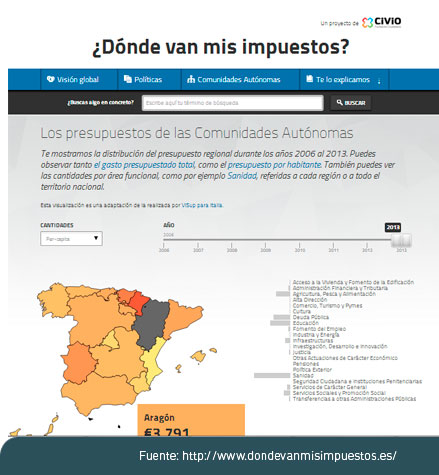 Un proyecto de CIVIO
¿Dónde van mis impuestos?
Visión global
Políticas
Comunidades Autónomas
Te lo explicamos
¿Buscas algo en concreto?
Escribe aquí tu término de búsqueda
BUSCAR
Los presupuestos de las Comunidades Autónomas
Te mostramos la distribución del presupuesto regional durante los años 2006 al 2013. Puedes
observar tanto el gasto presupuestado total, como el presupuesto por habitante. También puedes ver
las cantidades por área funcional, como por ejemplo Sanidad, referidas a cada región o a todo el
territorio nacional.
Esta visualización es una adaptación de la realizada por ViSup para Italia.
CANTIDADES
Per-cápita
AÑO
2006
2013
2006
2007
2008
2009
2010
2011
2012
2013
Acceso a la Vivienda y Fomento de la Edificación
Administración Financiera y Tributaria
Agricultura, Pesca y Alimentación
Alta Dirección
Comercio, Turismo y Pymes
Cultura
Deuda Pública
Educación
Fomento del Empleo
Industria y Energía
Infraestructuras
Investigación, Desarrollo e Innovación
Justicia
Otras Actuaciones de Carácter Económico
Pensiones
Política Exterior
Sanidad
Seguridad Ciudadana e Instituciones Penitenciarias
Servicios de Carácter General
Servicios Sociales y Promoción Social
Transferencias a otras Administraciones Públicas
Aragón
€3.791
Fuente: http://www.dondevanmisimpuestos.es/